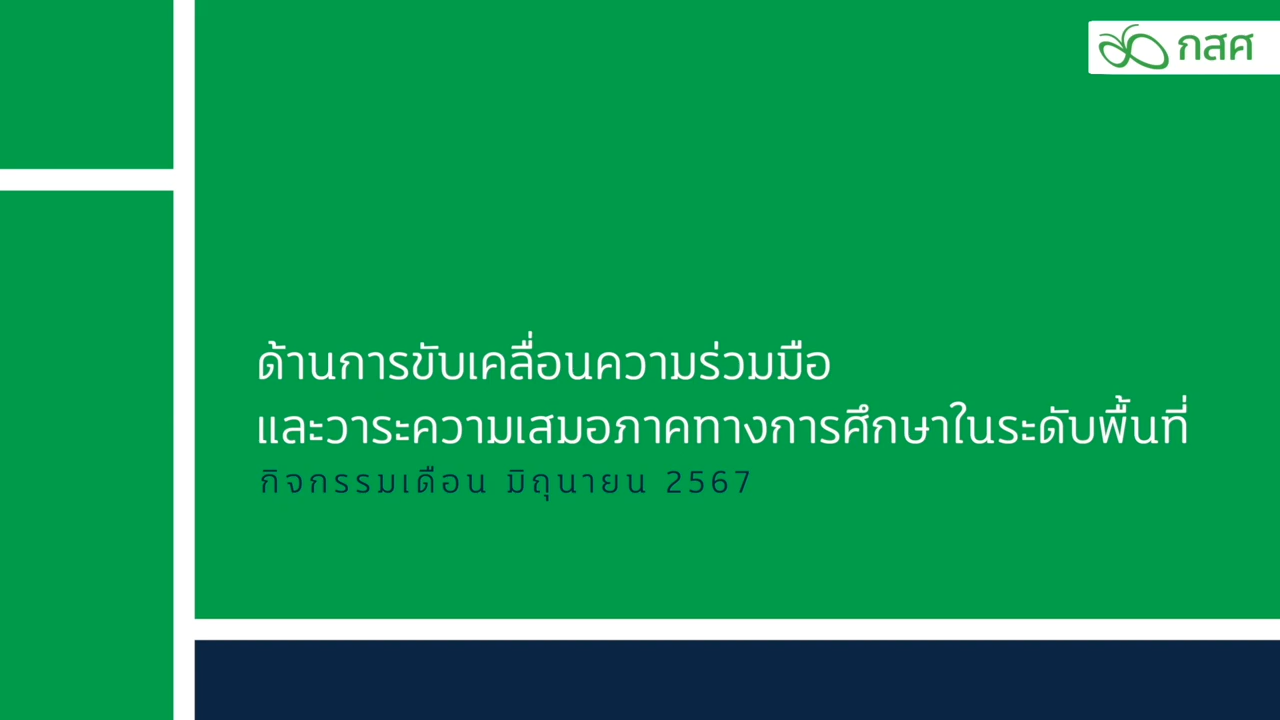 กสศ
ด้านการขับเคลื่อนความร่วมมือ
และวาระความเสมอภาคทางการศึกษาในระดับพื้นที่
กิจกรรมเดือน มิถุนายน 2567